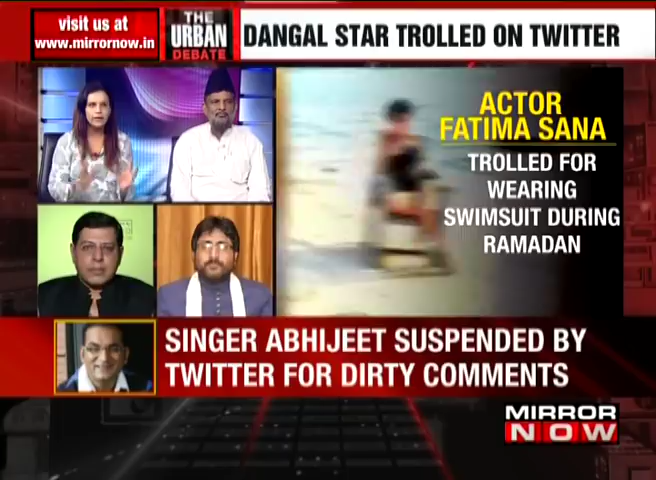 visit us at
www.mirrornow.in
THE
URBAN
DEBATE
DANGAL STAR TROLLED ON TWITTER
ACTOR
FATIMA SANA
TROLLED FOR
WEARING
SWIMSUIT DURING
RAMADAN
SINGER ABHIJEET SUSPENDED BY
TWITTER FOR DIRTY COMMENTS
MIRROR
NOW